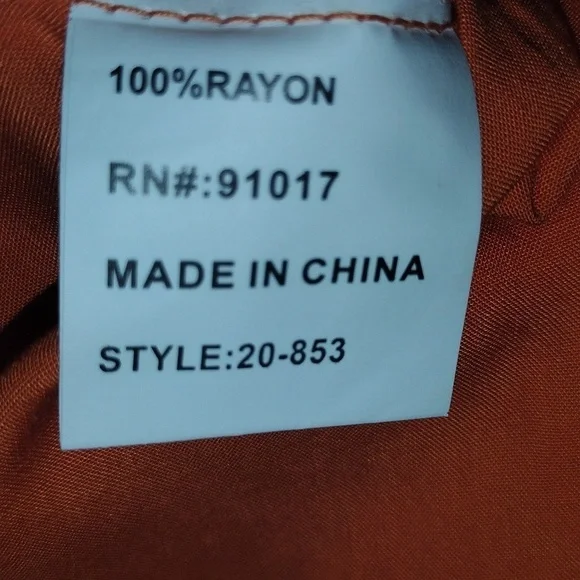 100%RAYON
RN#:91017
MADE IN CHINA
STYLE:20-853